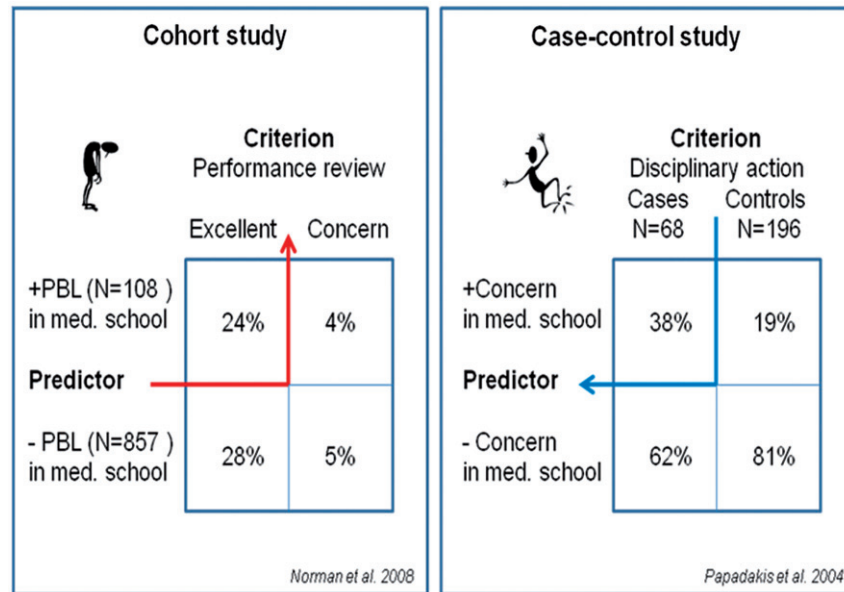 Cohort study
Criterion
Performance review
Excellent Concern
+PBL (N=108 )
in med. school
24% 4%
Predictor
- PBL (N=857 )
in med. school
28% 5%
Norman et al. 2008
Case-control study
Criterion
Disciplinary action
Cases Controls
N=68 N=196
+Concern
in med. school
38% 19%
Predictor
- Concern
in med. school
62% 81%
Papadakis et al. 2004